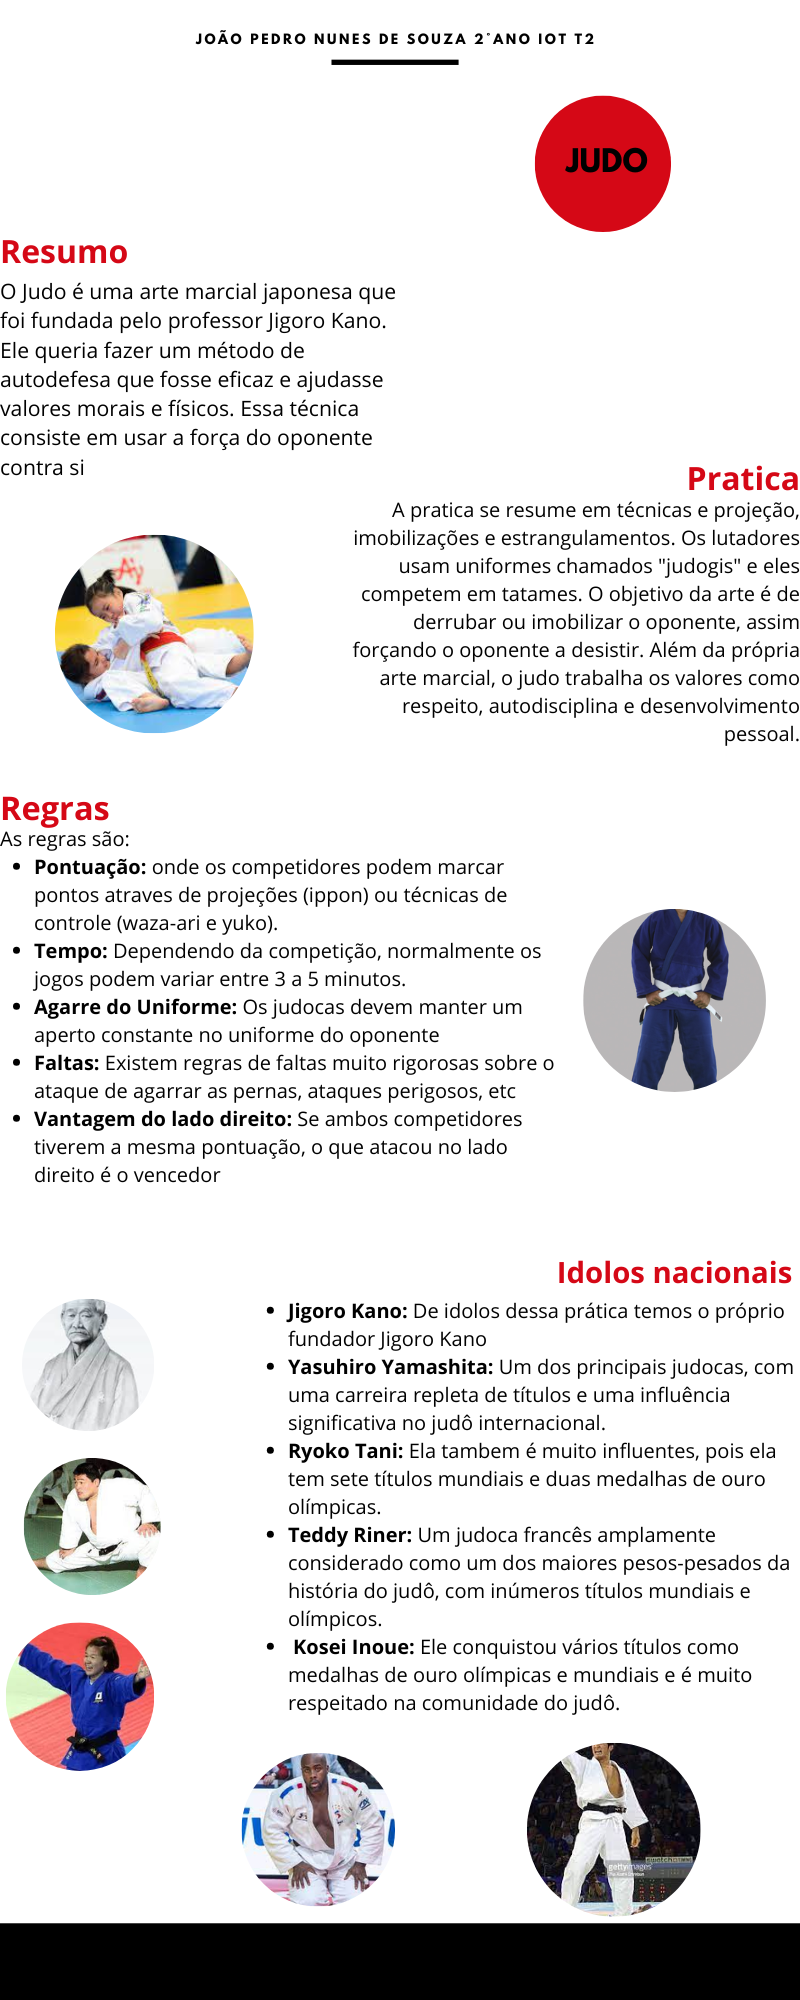 JOÃO PEDRO NUNES DE SOUZA 2°ANO IOT T2
JUDO
Resumo
O Judo é uma arte marcial japonesa que
foi fundada pelo professor Jigoro Kano.
Ele queria fazer um método de
autodefesa que fosse eficaz e ajudasse
valores morais e físicos. Essa técnica
consiste em usar a força do oponente
contra si
Pratica
A pratica se resume em técnicas e projeção,
imobilizações e estrangulamentos. Os lutadores
usam uniformes chamados "judogis" e eles
competem em tatames. O objetivo da arte é de
derrubar ou imobilizar o oponente, assim
forçando o oponente a desistir. Além da própria
arte marcial, o judo trabalha os valores como
respeito, autodisciplina e desenvolvimento
pessoal.
Regras
As regras são:
• Pontuação: onde os competidores podem marcar
pontos atraves de projeções (ippon) ou técnicas de
controle (waza-ari e yuko).
• Tempo: Dependendo da competição, normalmente os
jogos podem variar entre 3 a 5 minutos.
• Agarre do Uniforme: Os judocas devem manter um
aperto constante no uniforme do oponente
• Faltas: Existem regras de faltas muito rigorosas sobre o
ataque de agarrar as pernas, ataques perigosos, etc
• Vantagem do lado direito: Se ambos competidores
tiverem a mesma pontuação, o que atacou no lado
direito é o vencedor
Idolos nacionais
• Jigoro Kano: De idolos dessa prática temos o próprio
fundador Jigoro Kano
• Yasuhiro Yamashita: Um dos principais judocas, com
uma carreira repleta de títulos e uma influência
significativa no judô internacional.
• Ryoko Tani: Ela tambem é muito influentes, pois ela
tem sete títulos mundiais e duas medalhas de ouro
olímpicas.
• Teddy Riner: Um judoca francês amplamente
considerado como um dos maiores pesos-pesados da
história do judô, com inúmeros títulos mundiais e
olímpicos.
• Kosei Inoue: Ele conquistou vários títulos como
medalhas de ouro olímpicas e mundiais e é muito
respeitado na comunidade do judô.
gettyimages